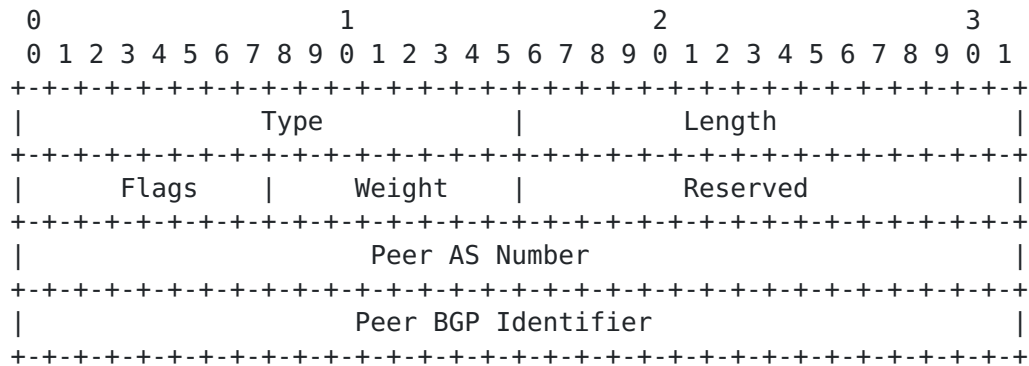 0                   1                   2                   3
0 1 2 3 4 5 6 7 8 9 0 1 2 3 4 5 6 7 8 9 0 1 2 3 4 5 6 7 8 9 0 1
+-+-+-+-+-+-+-+-+-+-+-+-+-+-+-+-+-+-+-+-+-+-+-+-+-+-+-+-+-+-+-+-+
|               Type            |          Length               |
+-+-+-+-+-+-+-+-+-+-+-+-+-+-+-+-+-+-+-+-+-+-+-+-+-+-+-+-+-+-+-+-+
|      Flags    |     Weight    |          Reserved             |
+-+-+-+-+-+-+-+-+-+-+-+-+-+-+-+-+-+-+-+-+-+-+-+-+-+-+-+-+-+-+-+-+
|                      Peer AS Number                           |
+-+-+-+-+-+-+-+-+-+-+-+-+-+-+-+-+-+-+-+-+-+-+-+-+-+-+-+-+-+-+-+-+
|                     Peer BGP Identifier                       |
+-+-+-+-+-+-+-+-+-+-+-+-+-+-+-+-+-+-+-+-+-+-+-+-+-+-+-+-+-+-+-+-+